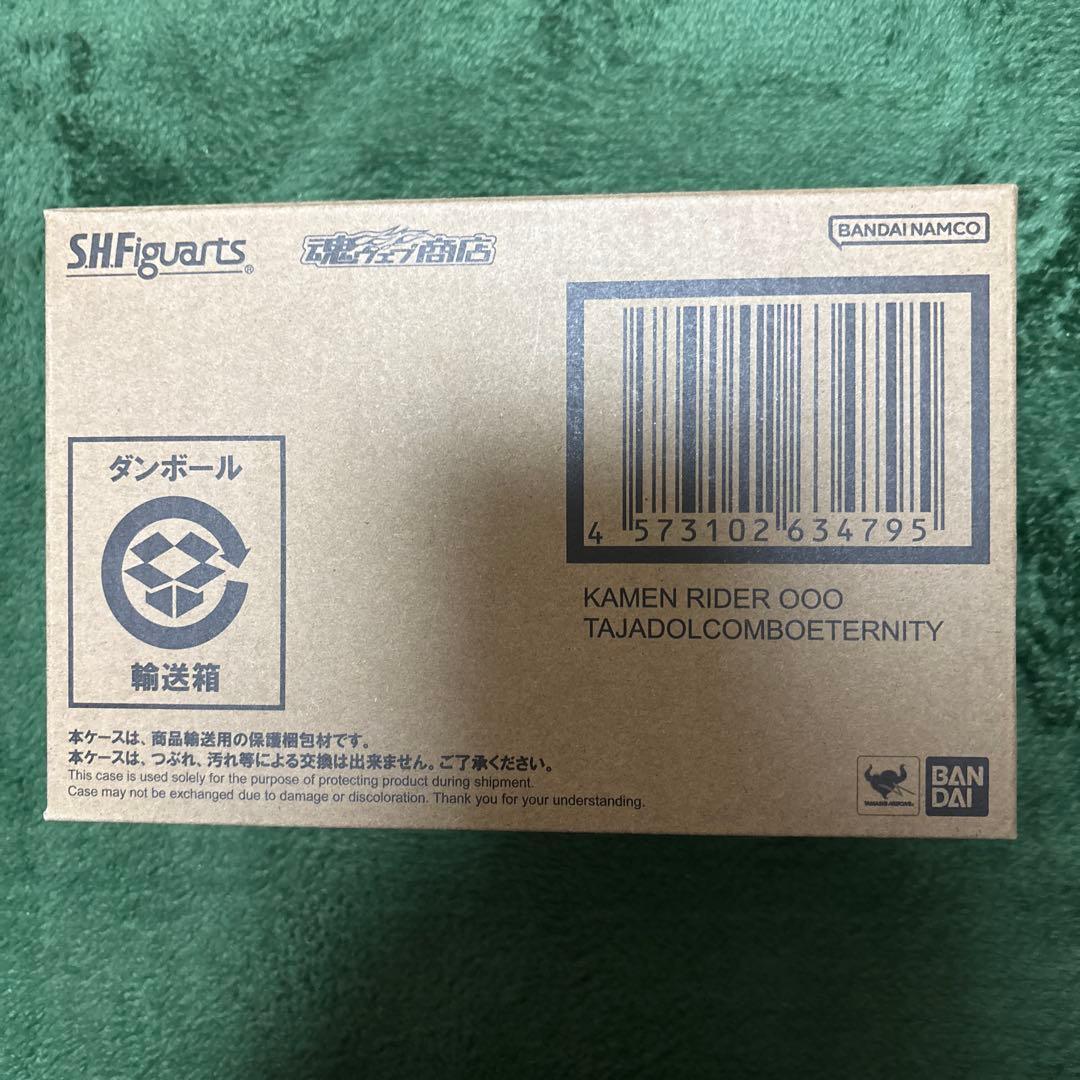 S.H.Figuarts®
魂ウェブ商店
BANDAI NAMCO
4 573102 634795
KAMEN RIDER OOO
TAJADOLCOMBOETERNITY
ダンボール
輸送箱
本ケースは、商品輸送用の保護梱包材です。
本ケースは、つぶれ、汚れ等による交換は出来ません。ご了承ください。
This case is used solely for the purpose of protecting product during shipment.
Case may not be exchanged due to damage or discoloration. Thank you for your understanding.
TAMASHII NATIONS
BAN
DAI